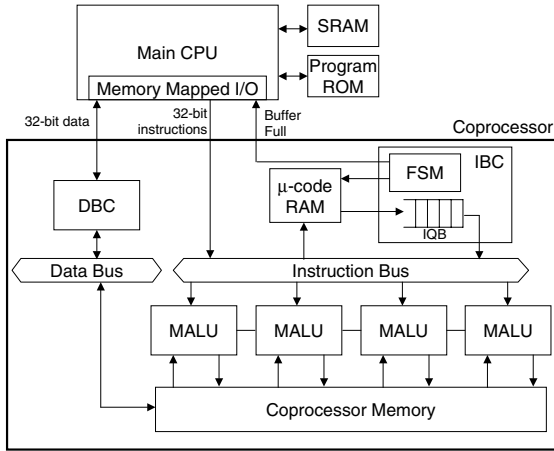 Main CPU
SRAM
Program
ROM
Memory Mapped I/O
32-bit data
32-bit
instructions
Buffer
Full
Coprocessor
IBC
FSM
μ-code
RAM
IQB
DBC
Data Bus
Instruction Bus
MALU
MALU
MALU
MALU
Coprocessor Memory